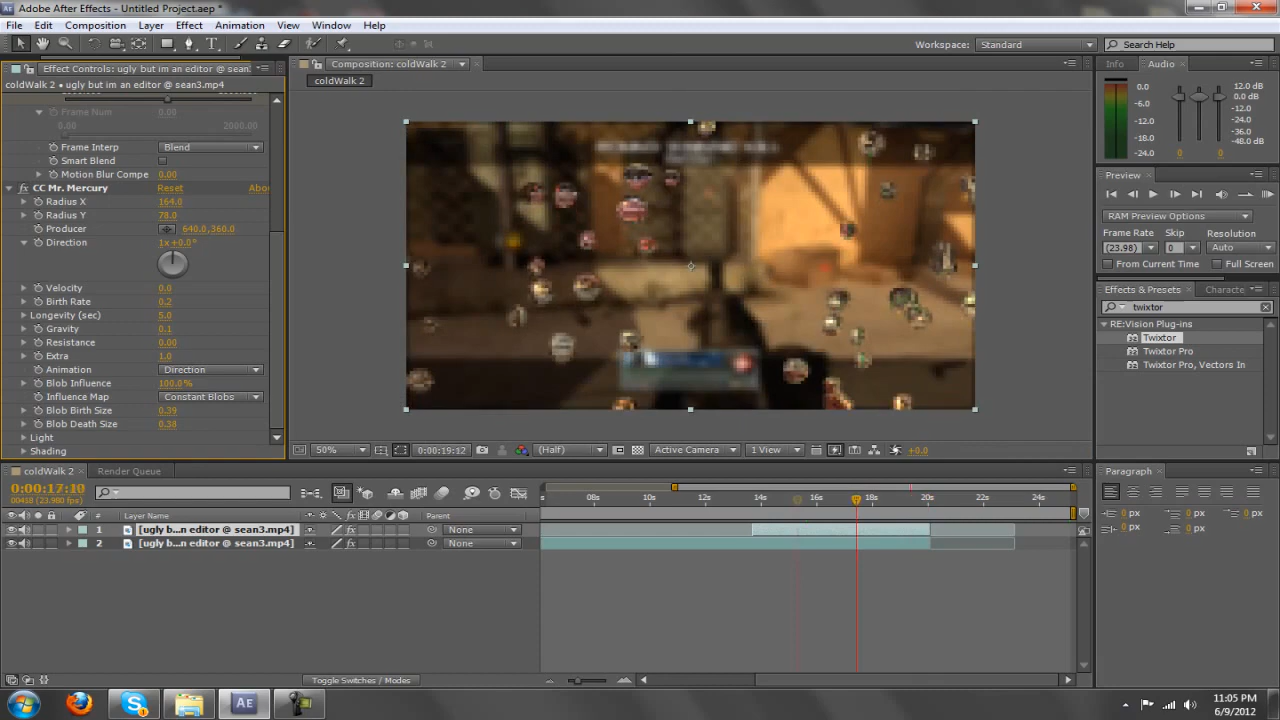 Adobe After Effects - Untitled Project.aep *
File Edit Composition Layer Effect Animation View Window Help
Workspace: Standard Search Help
Effect Controls: ugly but im an editor @ sean
coldWalk 2 • ugly but im an editor @ sean3.mp4
Frame Num 0.00
0.00 2000.00
Frame Interp Blend
Smart Blend
Motion Blur Compe 0.00
fx CC Mr. Mercury Reset Abo
Radius X 164.0
Radius Y 78.0
Producer 640.0,360.0
Direction 1x+0.0°
Velocity 0.0
Birth Rate 0.2
Longevity (sec) 5.0
Gravity 0.1
Resistance 0.00
Extra 1.0
Animation Direction
Blob Influence 100.0%
Influence Map Constant Blobs
Blob Birth Size 0.39
Blob Death Size 0.38
Light
Shading
Composition: coldWalk 2
coldWalk 2
50% 0:00:19:12 (Half) Active Camera 1 View +0.0
Info Audio
0.0 12.0 dB
-6.0 0.0 dB
-12.0 -12.0
-18.0 -24.0
-24.0 -36.0
-48.0 dB
0 0
Preview
RAM Preview Options
Frame Rate Skip Resolution
(23.98) 0 Auto
From Current Time Full Screen
Effects & Presets Characte
twixtor
RE:Vision Plug-ins
Twixtor
Twixtor Pro
Twixtor Pro, Vectors In
coldWalk 2 Render Queue
0:00:17:10
00418 (23.980 fps)
# Layer Name fx Parent
s 08s 10s 12s 14s 16s 18s 20s 22s 24s
1 [ugly b...n editor @ sean3.mp4] fx None
2 [ugly b...n editor @ sean3.mp4] fx None
Toggle Switches / Modes
Paragraph
0 px 0 px 0 px
0 px 0 px
Ae
11:05 PM
6/9/2012